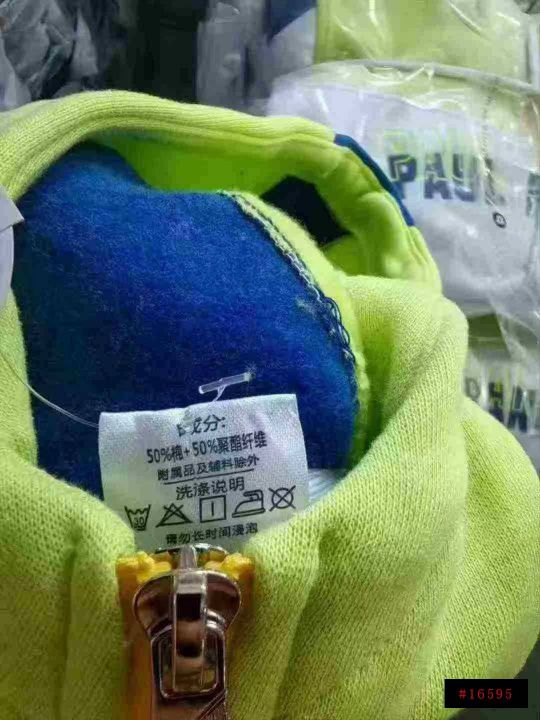 PAU
成分:
50%棉+50%聚酯纤维
附属品及辅料除外
洗涤说明
30
请勿长时间浸泡
#16595